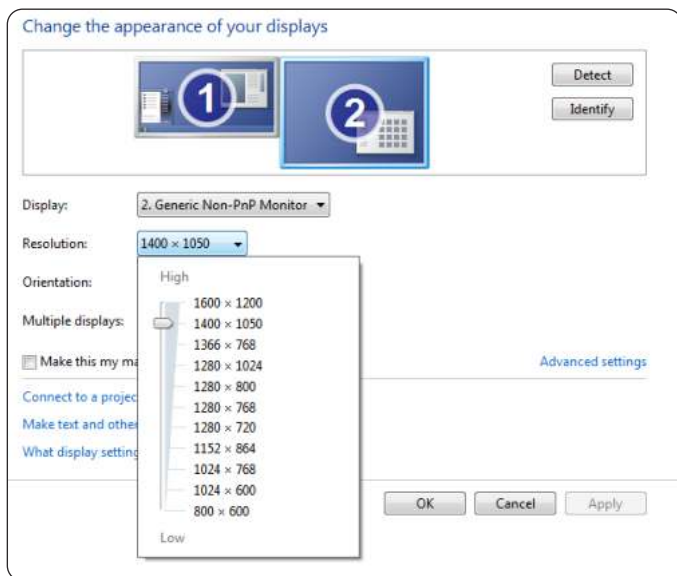 Change the appearance of your displays
1
2
Detect
Identify
Display: 2. Generic Non-PnP Monitor
Resolution: 1400 × 1050
Orientation:
High
1600 × 1200
Multiple displays: 1400 × 1050
1366 × 768
Make this my ma 1280 × 1024 Advanced settings
1280 × 800
Connect to a projec 1280 × 768
Make text and other 1280 × 720
What display setting 1152 × 864
1024 × 768
1024 × 600
800 × 600
OK Cancel Apply
Low